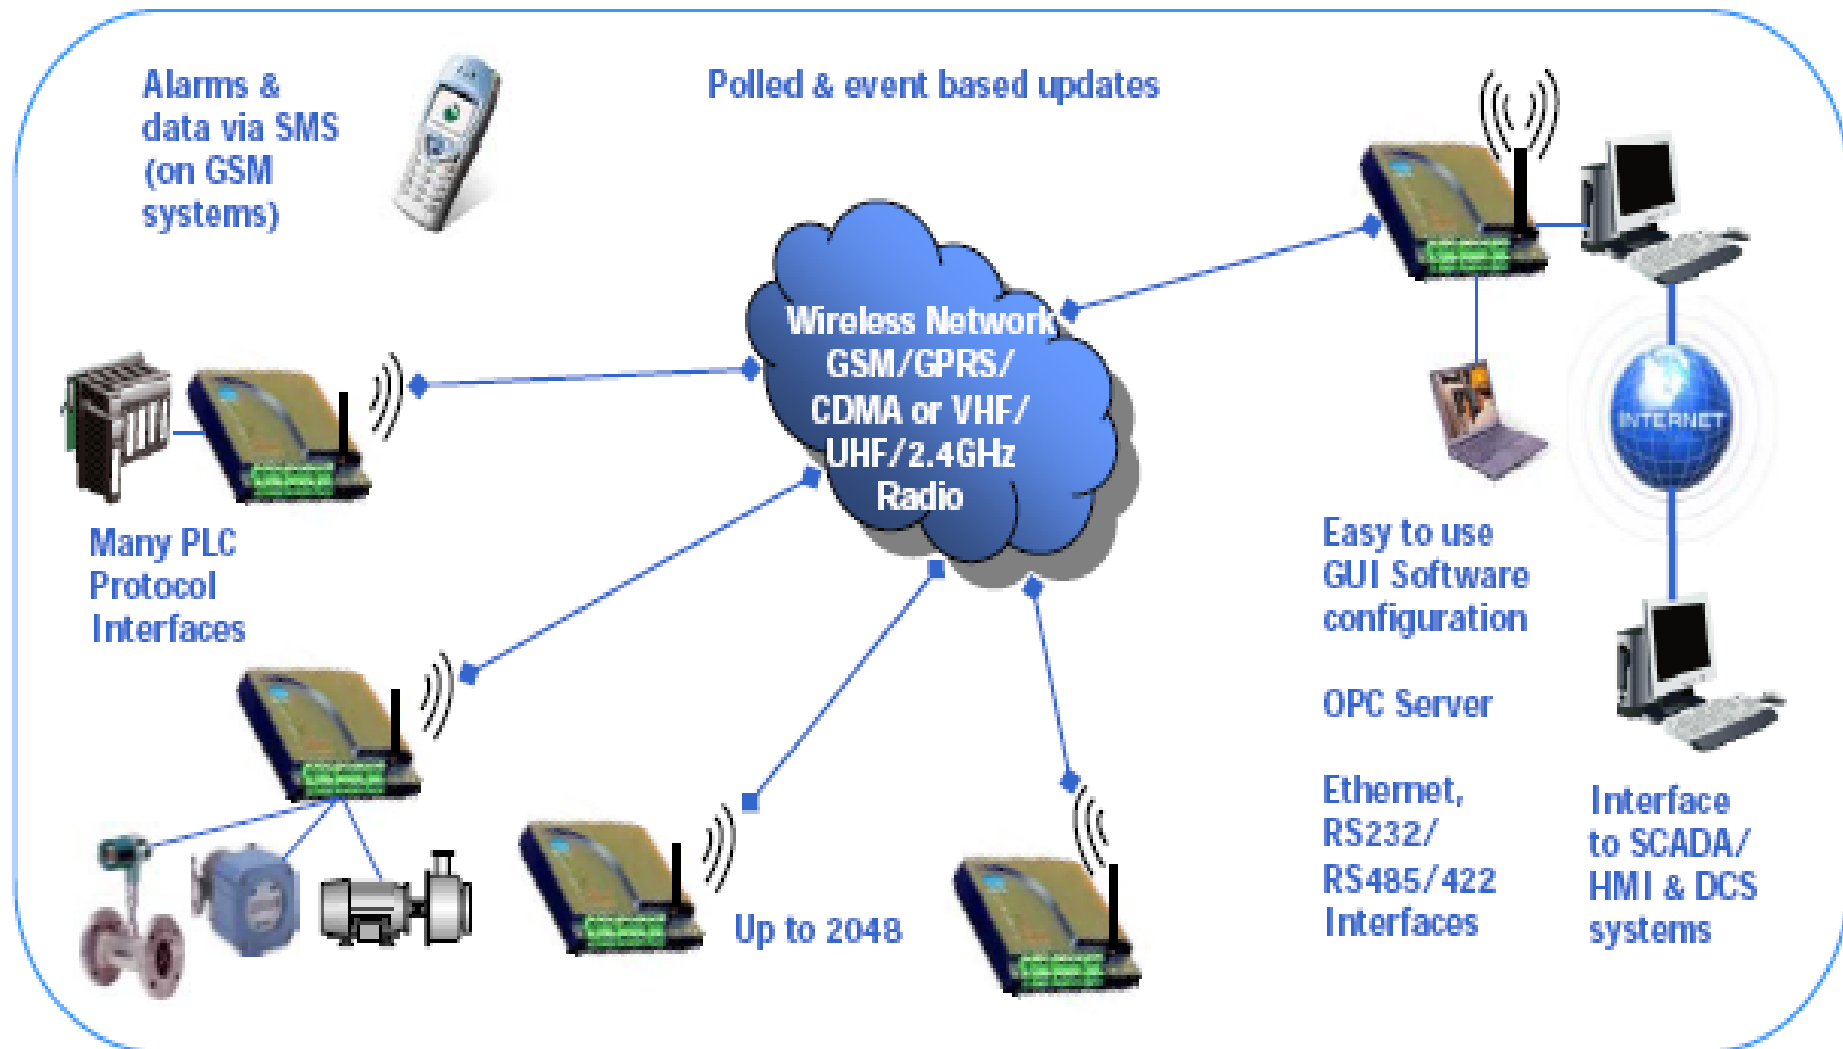 Alarms &
data via SMS
(on GSM
systems)
Polled & event based updates
Wireless Network
GSM/GPRS/
CDMA or VHF/
UHF/2.4GHz
Radio
INTERNET
Many PLC
Protocol
Interfaces
Easy to use
GUI Software
configuration
OPC Server
Ethernet,
RS232/
RS485/422
Interfaces
Interface
to SCADA/
HMI & DCS
systems
Up to 2048